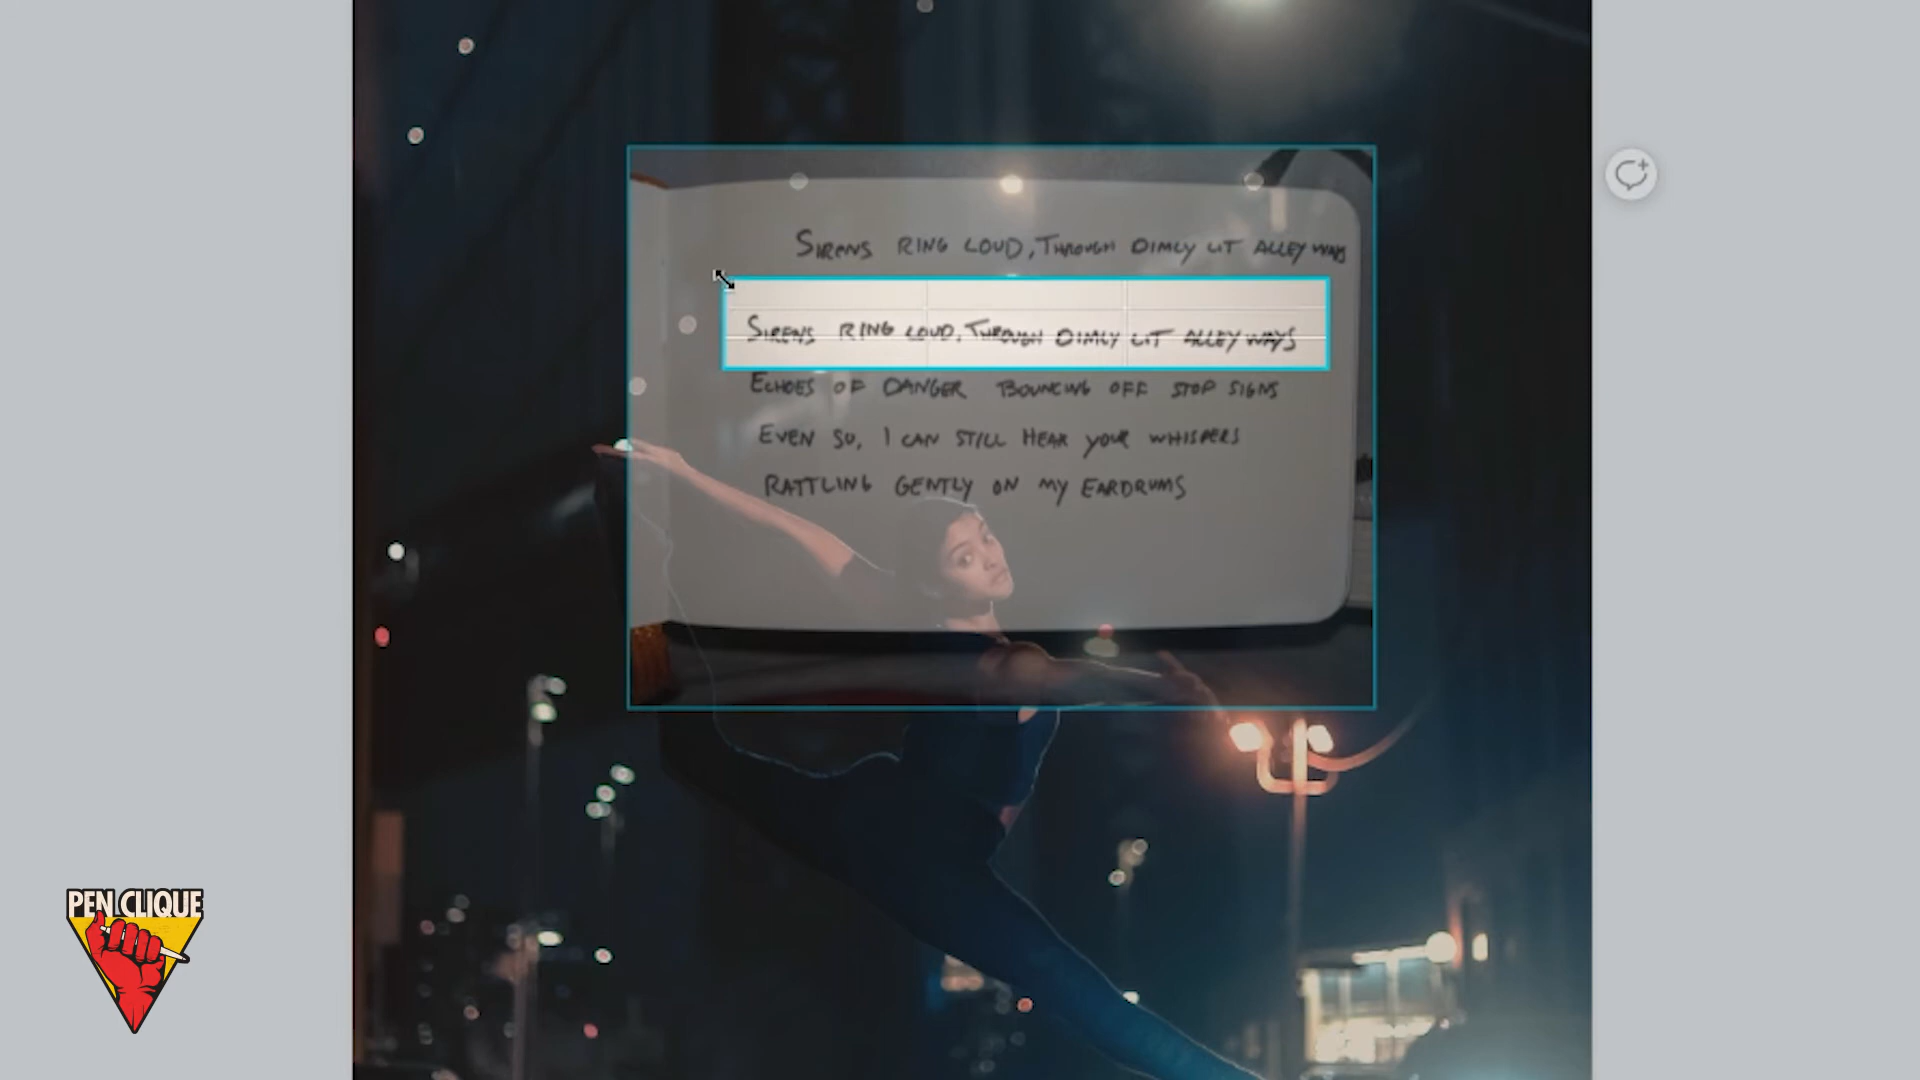 SIRENS RING LOUD, THROUGH DIMLY LIT ALLEY WAYS
SIRENS RING LOUD, THROUGH DIMLY LIT ALLEY WAYS
ECHOES OF DANGER BOUNCING OFF STOP SIGNS
EVEN SO, I CAN STILL HEAR YOUR WHISPERS
RATTLING GENTLY ON MY EARDRUMS
PEN CLIQUE